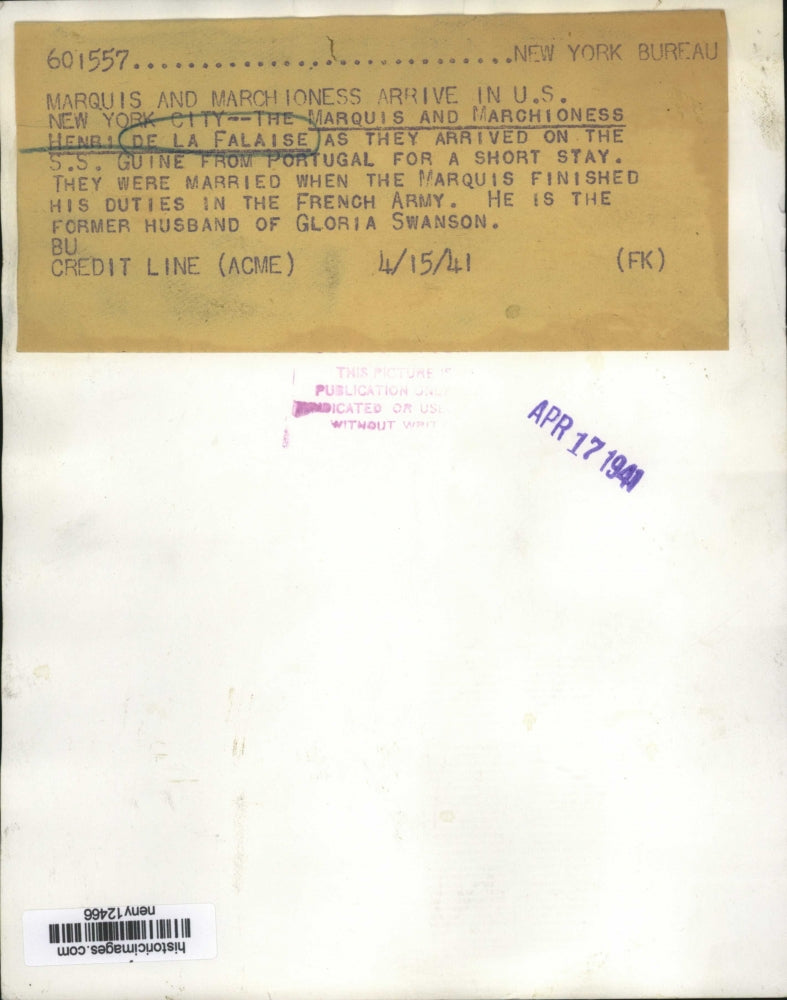 601557..............................NEW YORK BUREAU
MARQUIS AND MARCHIONESS ARRIVE IN U.S.
NEW YORK CITY--THE MARQUIS AND MARCHIONESS
HENRI DE LA FALAISE AS THEY ARRIVED ON THE
S.S. GUINE FROM PORTUGAL FOR A SHORT STAY.
THEY WERE MARRIED WHEN THE MARQUIS FINISHED
HIS DUTIES IN THE FRENCH ARMY. HE IS THE
FORMER HUSBAND OF GLORIA SWANSON.
BU
CREDIT LINE (ACME) 4/15/41 (FK)
THIS PICTURE IS
PUBLICATION
OR
WITHOUT
APR 17 1941
historicimages.com
neny12466